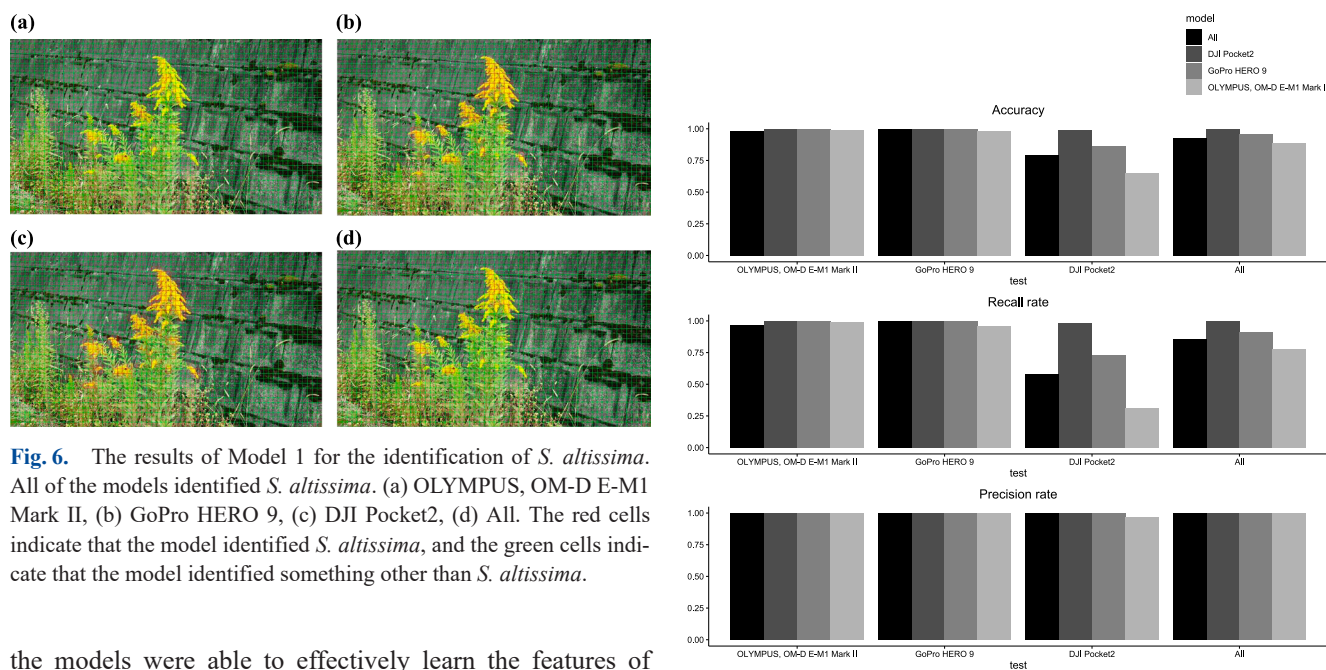 (a)
(b)
(c)
(d)
Fig. 6. The results of Model 1 for the identification of S. altissima.
All of the models identified S. altissima. (a) OLYMPUS, OM-D E-M1
Mark II, (b) GoPro HERO 9, (c) DJI Pocket2, (d) All. The red cells
indicate that the model identified S. altissima, and the green cells indi-
cate that the model identified something other than S. altissima.
the models were able to effectively learn the features of
model
All
DJI Pocket2
GoPro HERO 9
OLYMPUS, OM-D E-M1 Mark I
Accuracy
1.00
0.75
0.50
0.25
0.00
OLYMPUS, OM-D E-M1 Mark II
GoPro HERO 9
DJI Pocket2
All
test
Recall rate
1.00
0.75
0.50
0.25
0.00
OLYMPUS, OM-D E-M1 Mark II
GoPro HERO 9
DJI Pocket2
All
test
Precision rate
1.00
0.75
0.50
0.25
0.00
OLYMPUS, OM-D E-M1 Mark II
GoPro HERO 9
DJI Pocket2
All
test